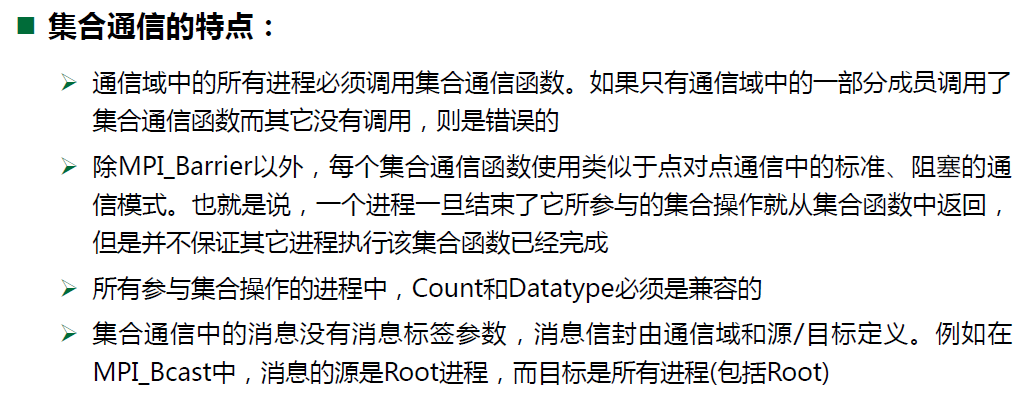 集合通信的特点：
通信域中的所有进程必须调用集合通信函数。如果只有通信域中的一部分成员调用了
集合通信函数而其它没有调用，则是错误的
除MPI_Barrier以外，每个集合通信函数使用类似于点对点通信中的标准、阻塞的通
信模式。也就是说，一个进程一旦结束了它所参与的集合操作就从集合函数中返回，
但是并不保证其它进程执行该集合函数已经完成
所有参与集合操作的进程中，Count和Datatype必须是兼容的
集合通信中的消息没有消息标签参数，消息信封由通信域和源/目标定义。例如在
MPI_Bcast中，消息的源是Root进程，而目标是所有进程(包括Root)